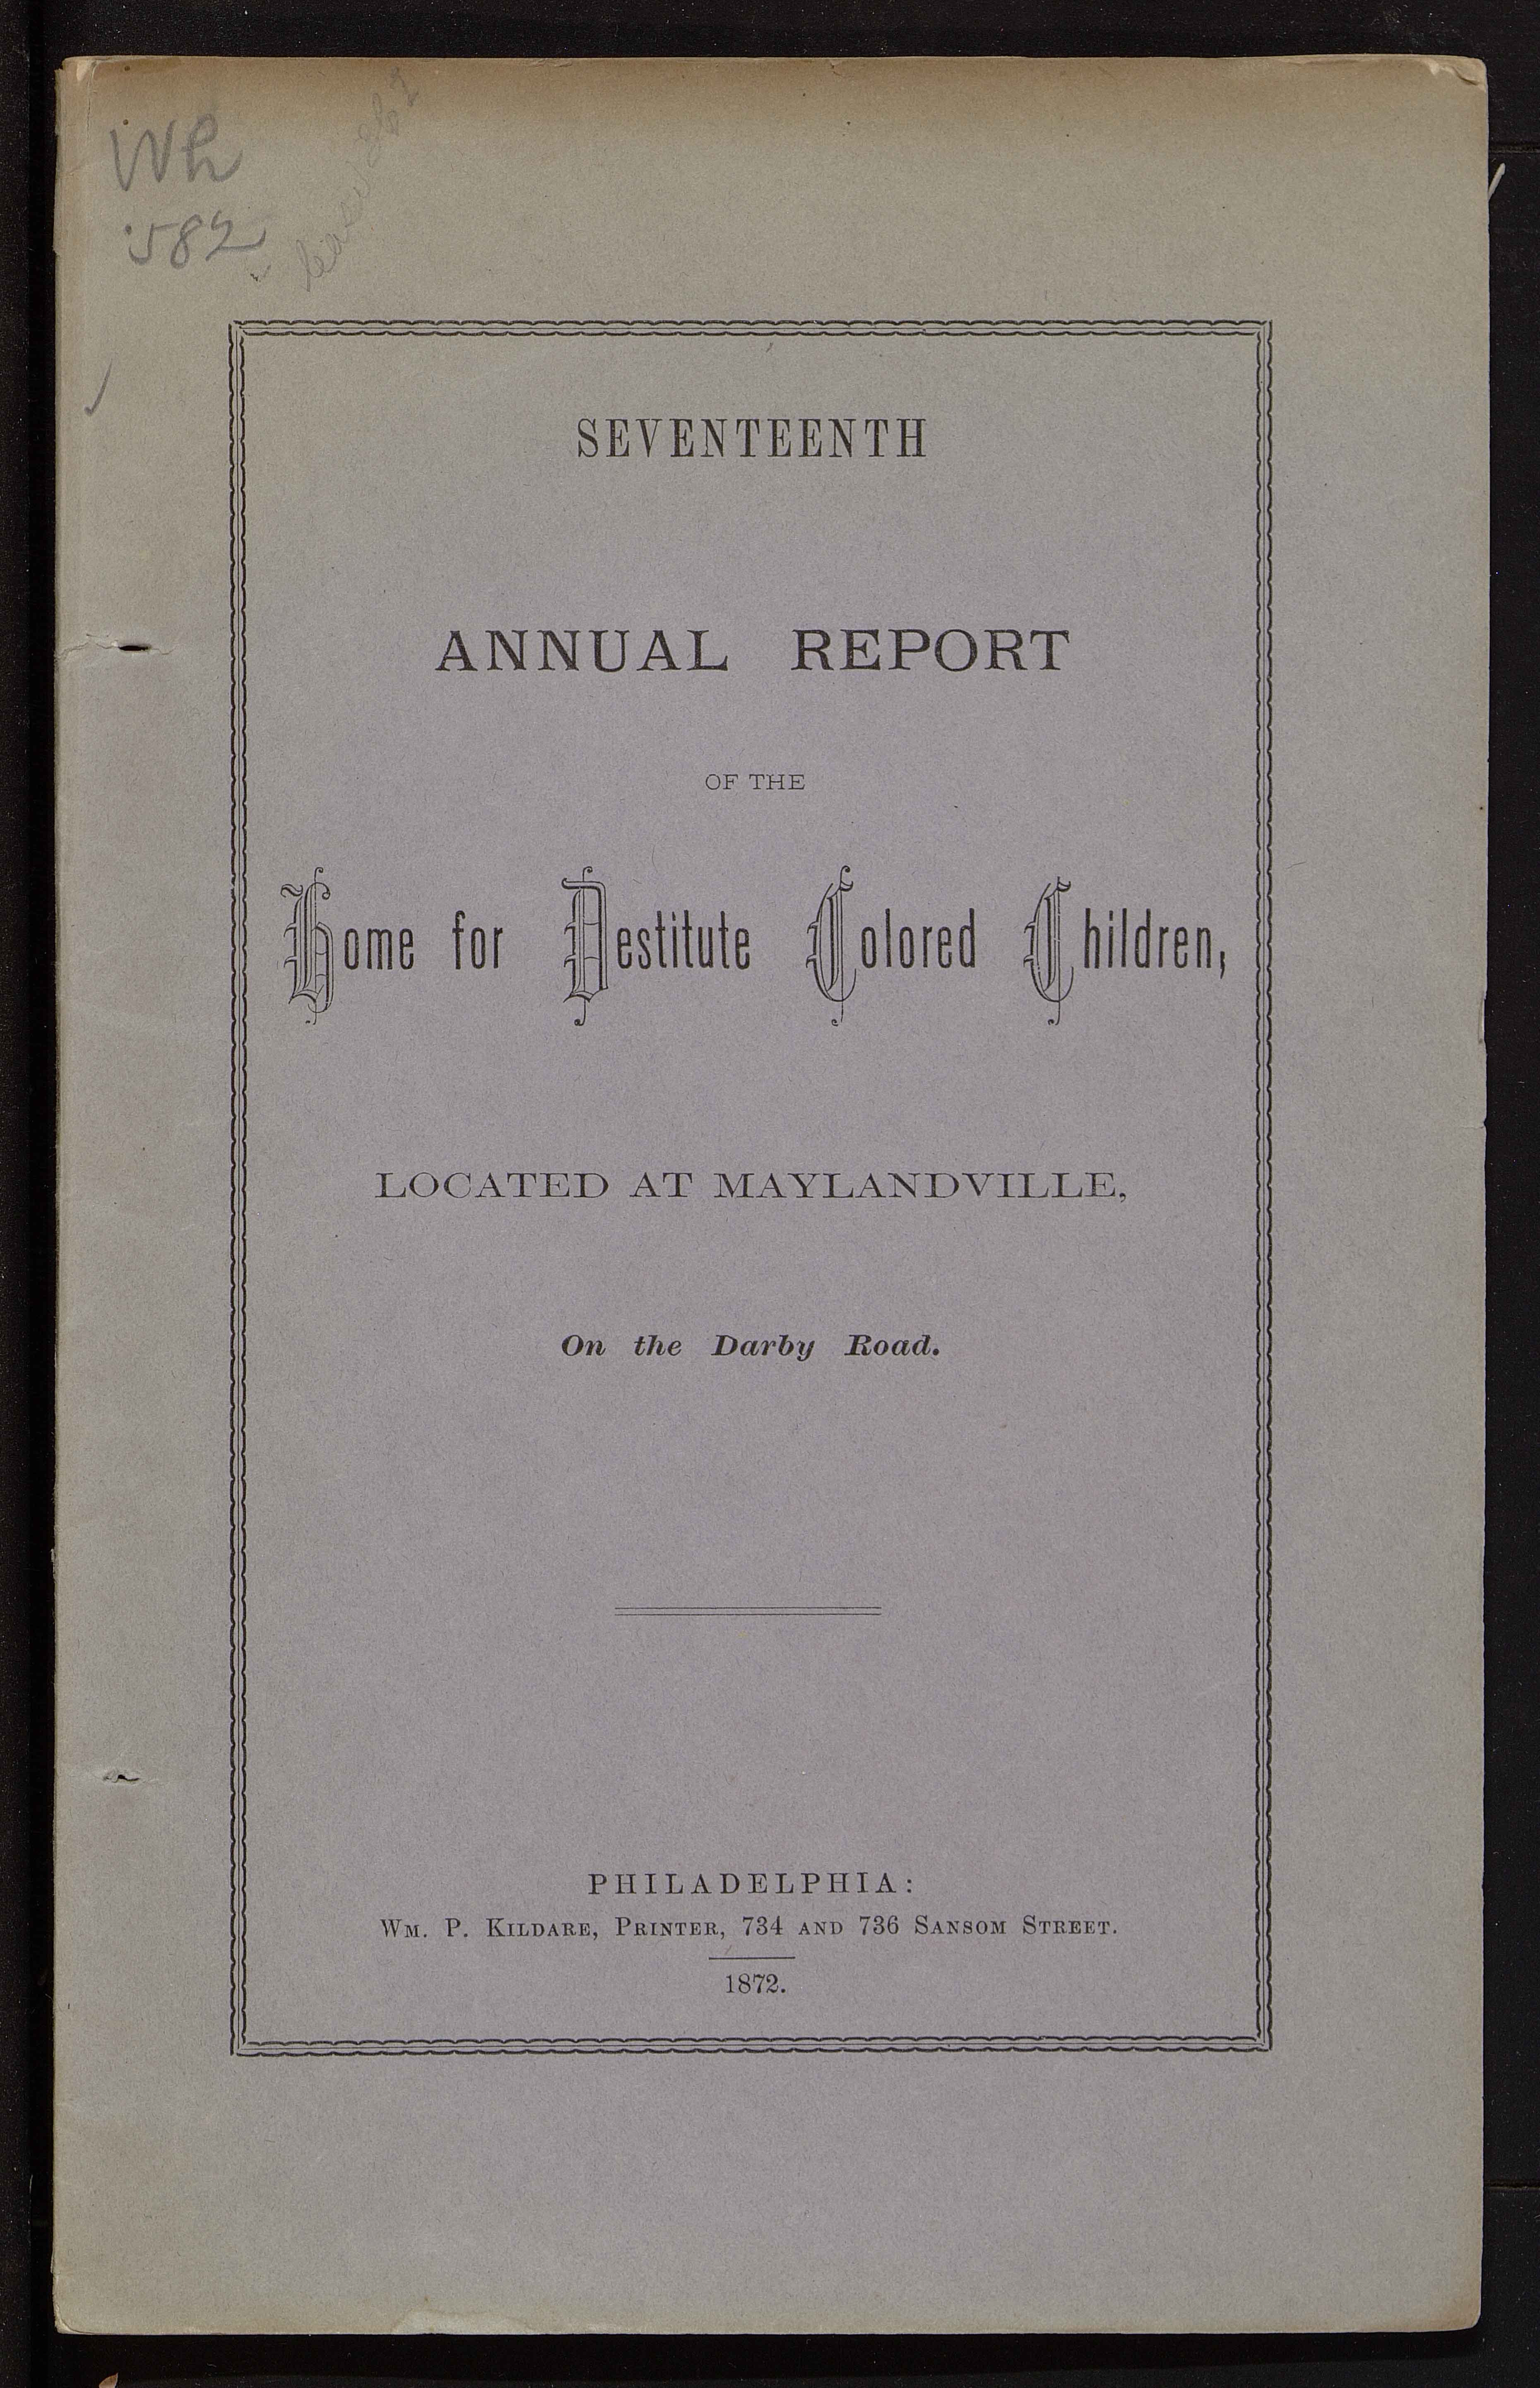 Wh
582
SEVENTEENTH
ANNUAL REPORT
OF THE
Home for Destitute Colored Children,
LOCATED AT MAYLANDVILLE,
On the Darby Road.
PHILADELPHIA:
WM. P. KILDARE, PRINTER, 734 AND 736 SANSOM STREET.
1872.